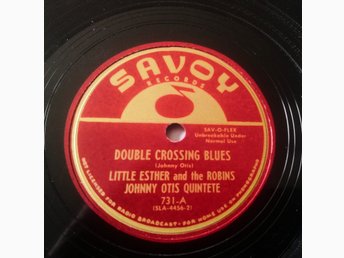 SAVOY
RECORDS
SAV-O-FLEX
Unbreakable Under
Normal Use
DOUBLE CROSSING BLUES
(Johnny Otis)
LITTLE ESTHER and the ROBINS
JOHNNY OTIS QUINTETE
731-A
(SLA-4456-2)
NOT LICENSED FOR RADIO BROADCAST - FOR HOME USE ON PHONOGRAPHS